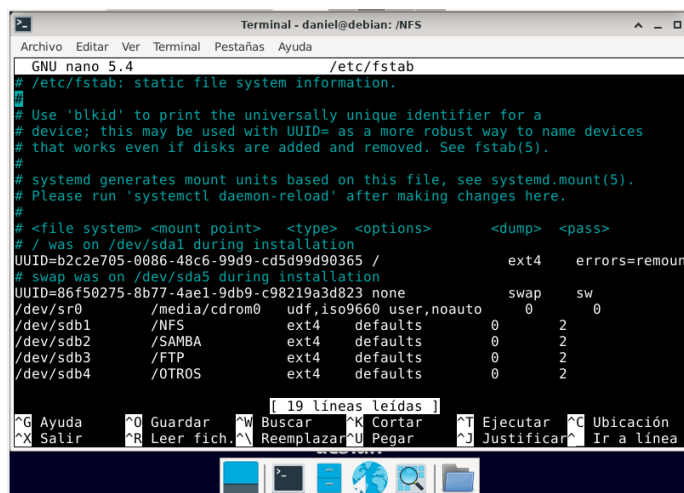 Terminal - daniel@debian: /NFS
Archivo Editar Ver Terminal Pestañas Ayuda
GNU nano 5.4 /etc/fstab
# /etc/fstab: static file system information.
#
# Use 'blkid' to print the universally unique identifier for a
# device; this may be used with UUID= as a more robust way to name devices
# that works even if disks are added and removed. See fstab(5).
#
# systemd generates mount units based on this file, see systemd.mount(5).
# Please run 'systemctl daemon-reload' after making changes here.
#
# <file system> <mount point> <type> <options> <dump> <pass>
# / was on /dev/sda1 during installation
UUID=b2c2e705-0086-48c6-99d9-cd5d99d90365 / ext4 errors=remoun
# swap was on /dev/sda5 during installation
UUID=86f50275-8b77-4ae1-9db9-c98219a3d823 none swap sw
/dev/sr0 /media/cdrom0 udf,iso9660 user,noauto 0 0
/dev/sdb1 /NFS ext4 defaults 0 2
/dev/sdb2 /SAMBA ext4 defaults 0 2
/dev/sdb3 /FTP ext4 defaults 0 2
/dev/sdb4 /OTROS ext4 defaults 0 2
[ 19 líneas leídas ]
^G Ayuda ^O Guardar ^W Buscar ^K Cortar ^T Ejecutar ^C Ubicación
^X Salir ^R Leer fich. ^\ Reemplazar ^U Pegar ^J Justificar ^_ Ir a línea
debian